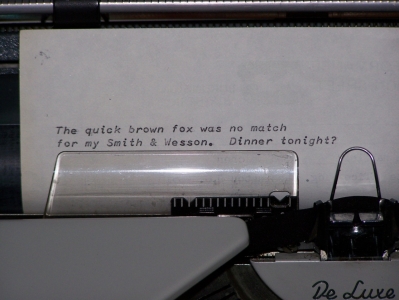 The quick brown fox was no match
for my Smith & Wesson.  Dinner tonight?
De Luxe